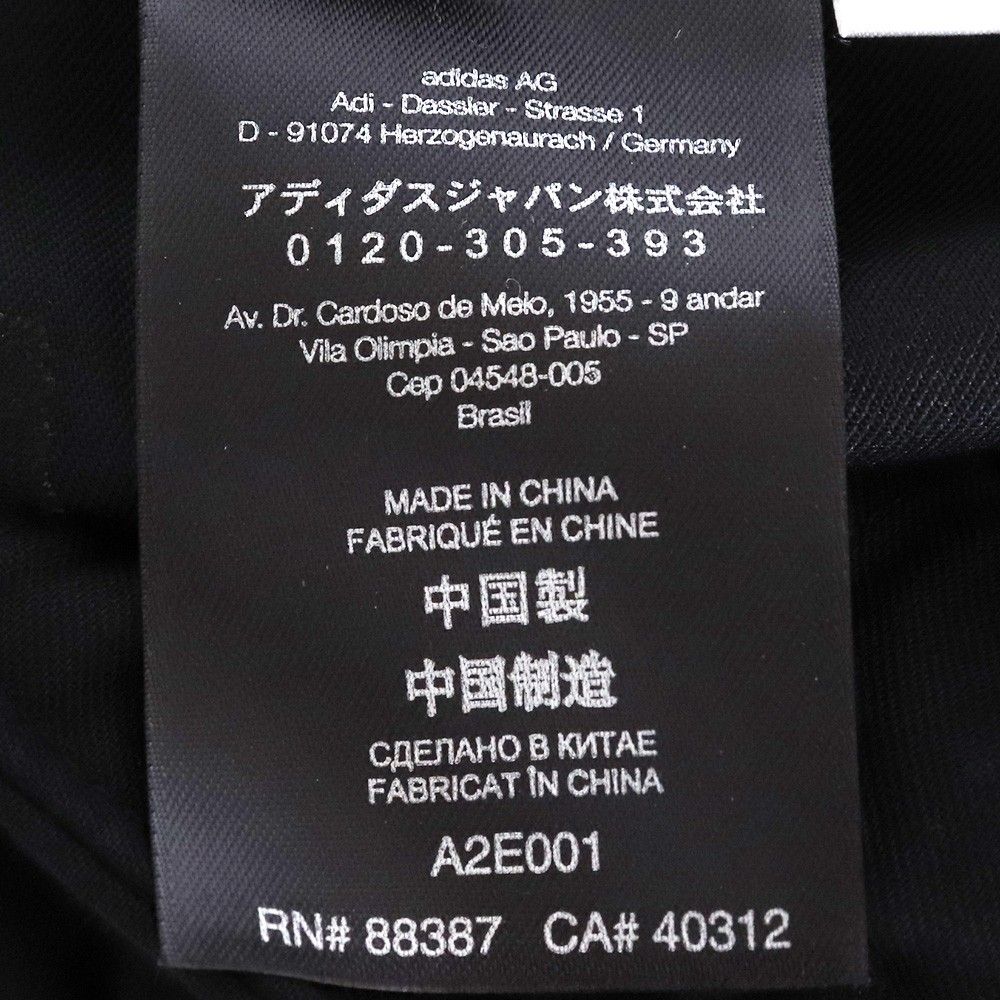 adidas AG
Adi - Dassler - Strasse 1
D - 91074 Herzogenaurach / Germany
アディダスジャパン株式会社
0120-305-393
Av. Dr. Cardoso de Melo, 1955 - 9 andar
Vila Olimpia - Sao Paulo - SP
Cep 04548-005
Brasil
MADE IN CHINA
FABRIQUÉ EN CHINE
中国製
中国制造
СДЕЛАНО В КИТАЕ
FABRICAT ÎN CHINA
A2E001
RN# 88387 CA# 40312